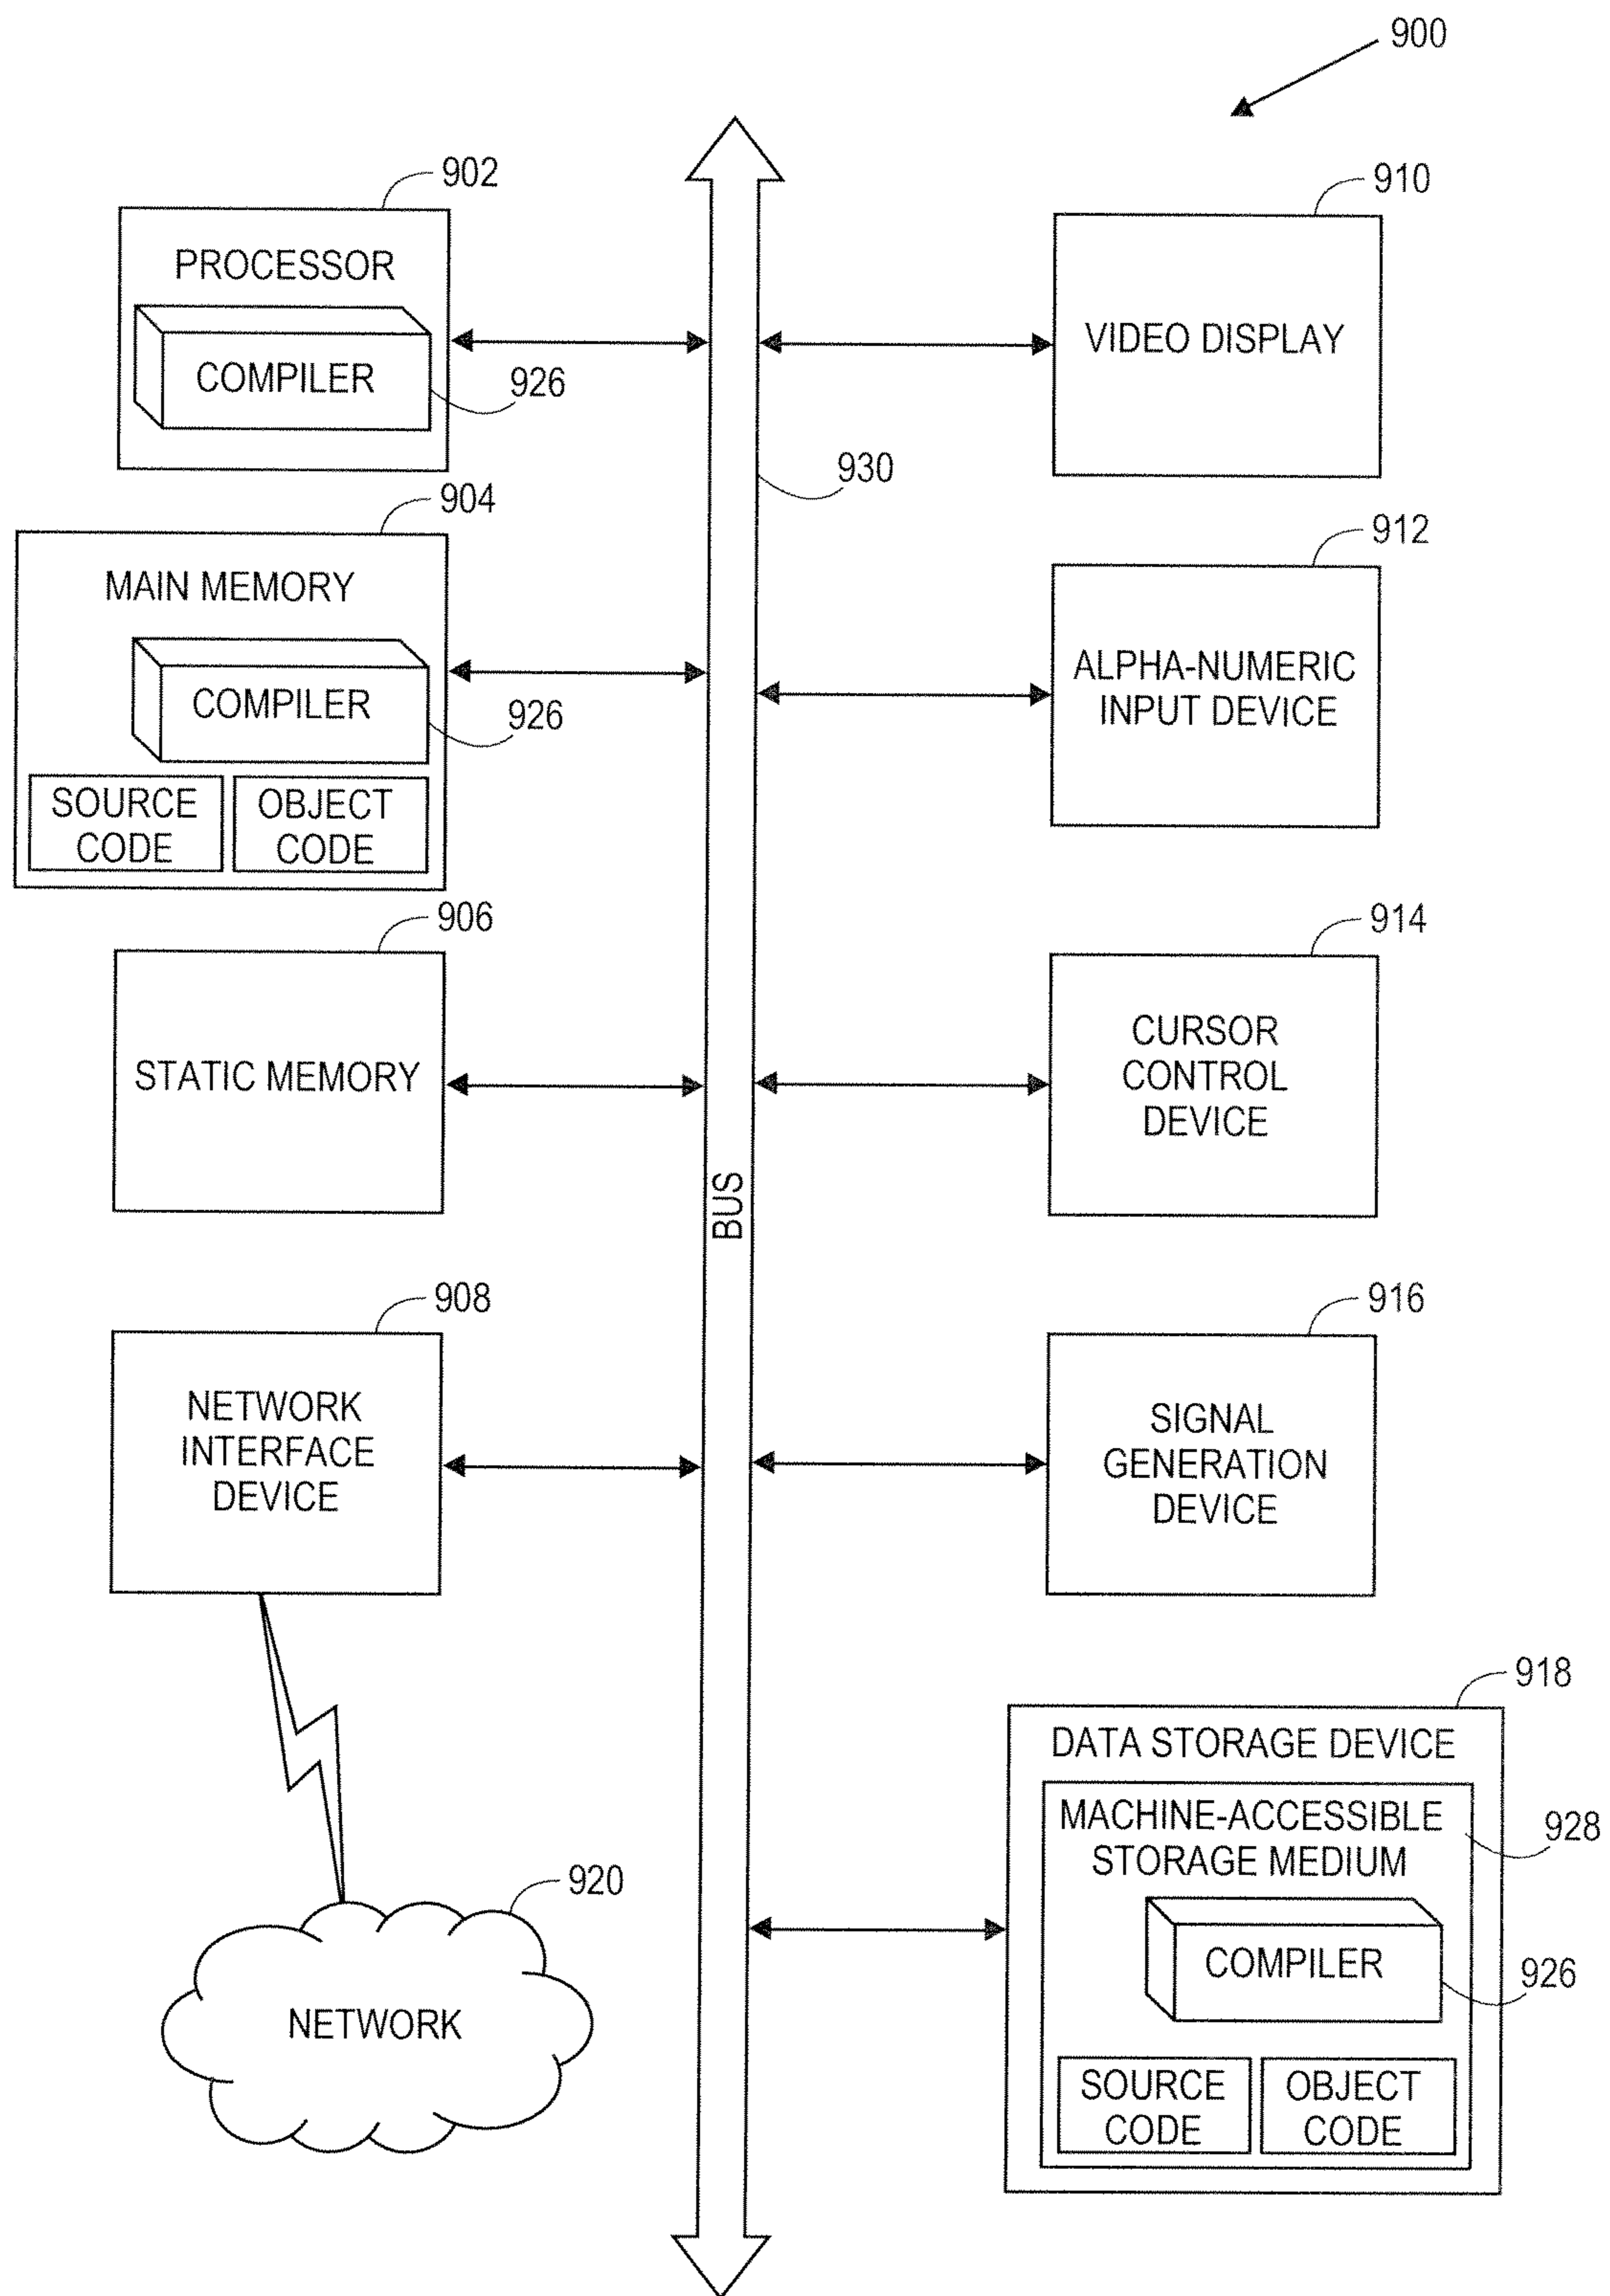 900
902
PROCESSOR
COMPILER
926
904
MAIN MEMORY
COMPILER
926
SOURCE
CODE
OBJECT
CODE
906
STATIC MEMORY
908
NETWORK
INTERFACE
DEVICE
920
NETWORK
BUS
930
910
VIDEO DISPLAY
912
ALPHA-NUMERIC
INPUT DEVICE
914
CURSOR
CONTROL
DEVICE
916
SIGNAL
GENERATION
DEVICE
918
DATA STORAGE DEVICE
MACHINE-ACCESSIBLE
STORAGE MEDIUM
928
COMPILER
926
SOURCE
CODE
OBJECT
CODE